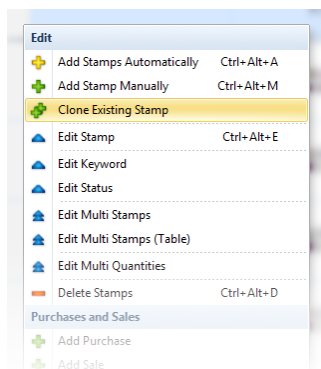 Edit
Add Stamps Automatically Ctrl+Alt+A
Add Stamp Manually Ctrl+Alt+M
Clone Existing Stamp
Edit Stamp Ctrl+Alt+E
Edit Keyword
Edit Status
Edit Multi Stamps
Edit Multi Stamps (Table)
Edit Multi Quantities
Delete Stamps Ctrl+Alt+D
Purchases and Sales
Add Purchase
Add Sale